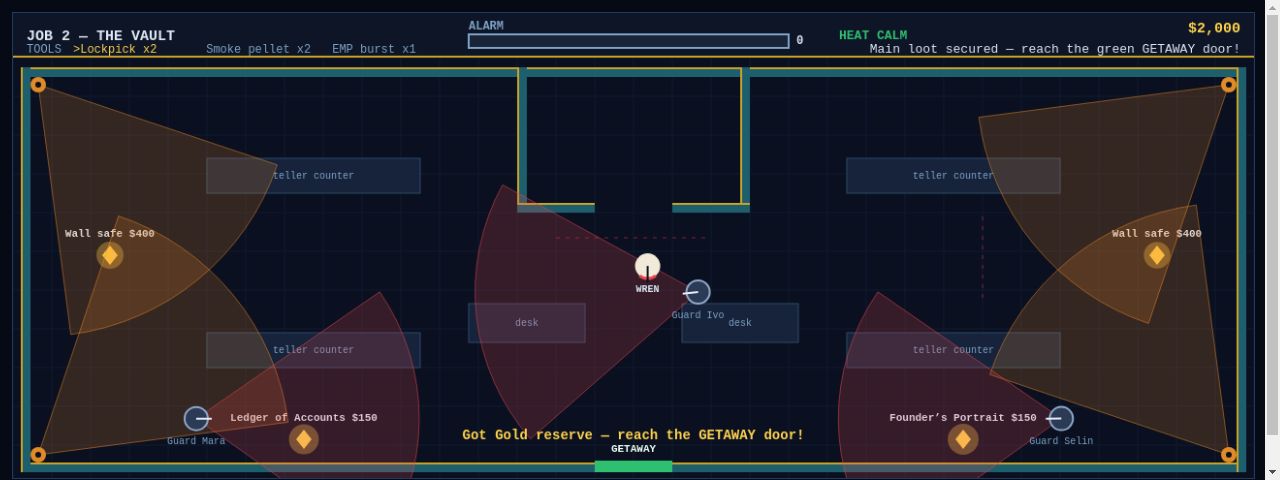 JOB 2 — THE VAULT
ALARM
0
HEAT CALM
$2,000
TOOLS >Lockpick x2 Smoke pellet x2 EMP burst x1
Main loot secured — reach the green GETAWAY door!
teller counter
teller counter
Wall safe $400
Wall safe $400
WREN
Guard Ivo
desk
desk
teller counter
teller counter
Ledger of Accounts $150
Founder’s Portrait $150
Guard Mara
Guard Selin
Got Gold reserve — reach the GETAWAY door!
GETAWAY